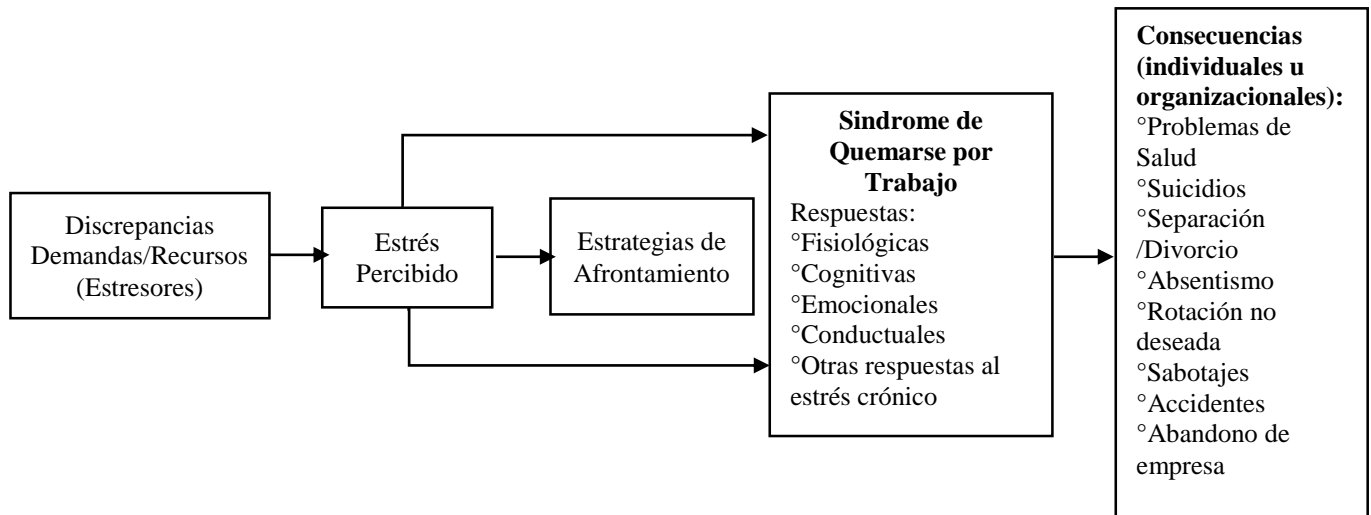 Discrepancias
Demandas/Recursos
(Estresores)
Estrés
Percibido
Estrategias de
Afrontamiento
Sindrome de
Quemarse por
Trabajo
Respuestas:
°Fisiológicas
°Cognitivas
°Emocionales
°Conductuales
°Otras respuestas al
estrés crónico
Consecuencias
(individuales u
organizacionales):
°Problemas de
Salud
°Suicidios
°Separación
/Divorcio
°Absentismo
°Rotación no
deseada
°Sabotajes
°Accidentes
°Abandono de
empresa